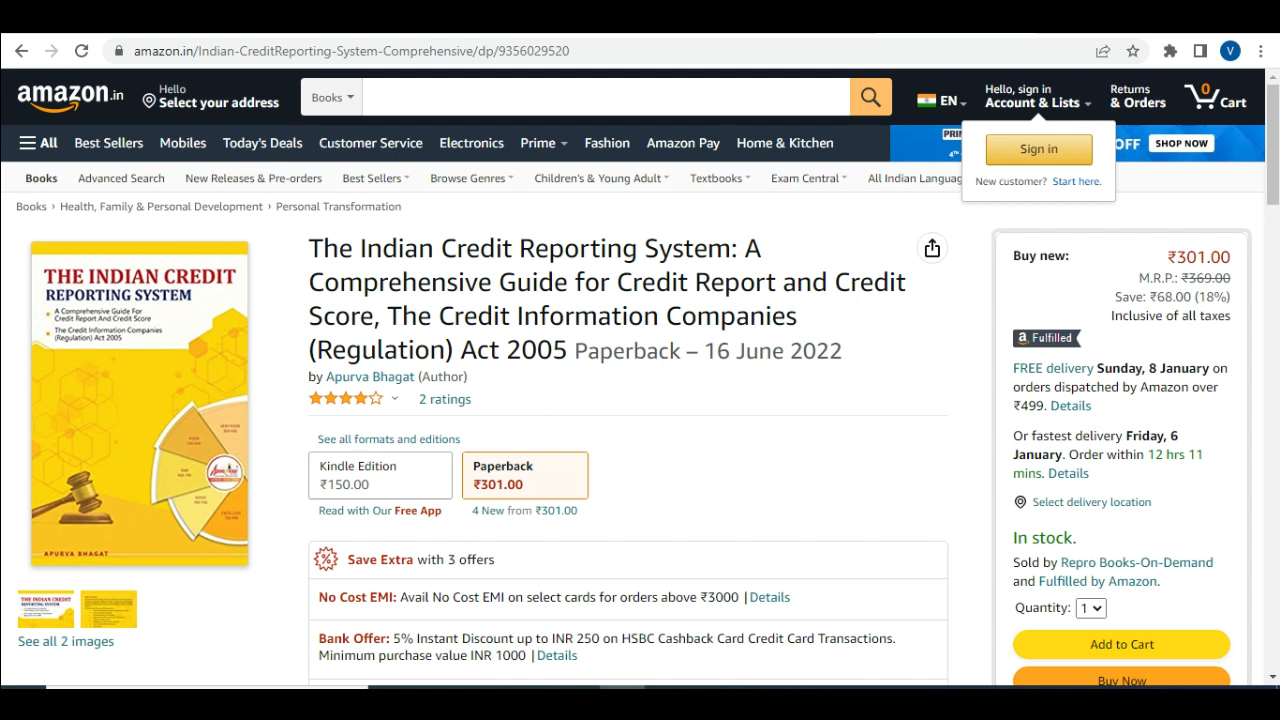 amazon.in/Indian-CreditReporting-System-Comprehensive/dp/9356029520
V
amazon.in
Hello
Select your address
Books
EN
Hello, sign in
Account & Lists
Returns
& Orders
0
Cart
All
Best Sellers
Mobiles
Today's Deals
Customer Service
Electronics
Prime
Fashion
Amazon Pay
Home & Kitchen
OFF
SHOP NOW
Sign in
New customer? Start here.
Books
Advanced Search
New Releases & Pre-orders
Best Sellers
Browse Genres
Children's & Young Adult
Textbooks
Exam Central
All Indian
Books › Health, Family & Personal Development › Personal Transformation
THE INDIAN CREDIT
REPORTING SYSTEM
A Comprehensive Guide For
Credit Report And Credit Score
The Credit Information Companies
(Regulation) Act 2005
APURVA BHAGAT
See all 2 images
The Indian Credit Reporting System: A
Comprehensive Guide for Credit Report and Credit
Score, The Credit Information Companies
(Regulation) Act 2005 Paperback – 16 June 2022
by Apurva Bhagat (Author)
2 ratings
See all formats and editions
Kindle Edition
₹150.00
Paperback
₹301.00
Read with Our Free App
4 New from ₹301.00
Save Extra with 3 offers
No Cost EMI: Avail No Cost EMI on select cards for orders above ₹3000 | Details
Bank Offer: 5% Instant Discount up to INR 250 on HSBC Cashback Card Credit Card Transactions.
Minimum purchase value INR 1000 | Details
Buy new:
₹301.00
M.R.P.: ₹369.00
Save: ₹68.00 (18%)
Inclusive of all taxes
a Fulfilled
FREE delivery Sunday, 8 January on
orders dispatched by Amazon over
₹499. Details
Or fastest delivery Friday, 6
January. Order within 12 hrs 11
mins. Details
Select delivery location
In stock.
Sold by Repro Books-On-Demand
and Fulfilled by Amazon.
Quantity: 1
Add to Cart
Buy Now